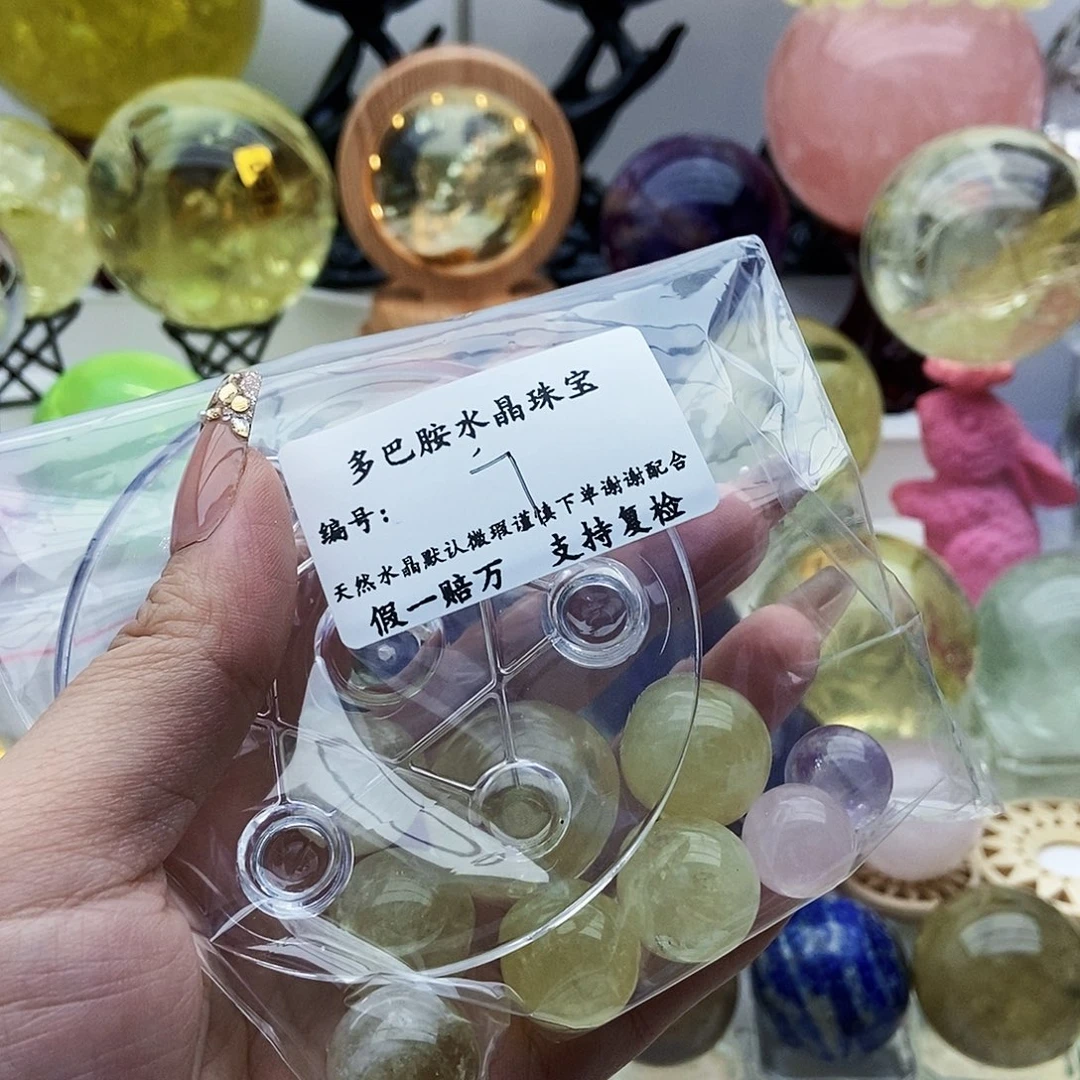 多巴胺水晶珠宝
编号:
天然水晶默认微瑕谨慎下单谢谢配合
假一赔万 支持复检